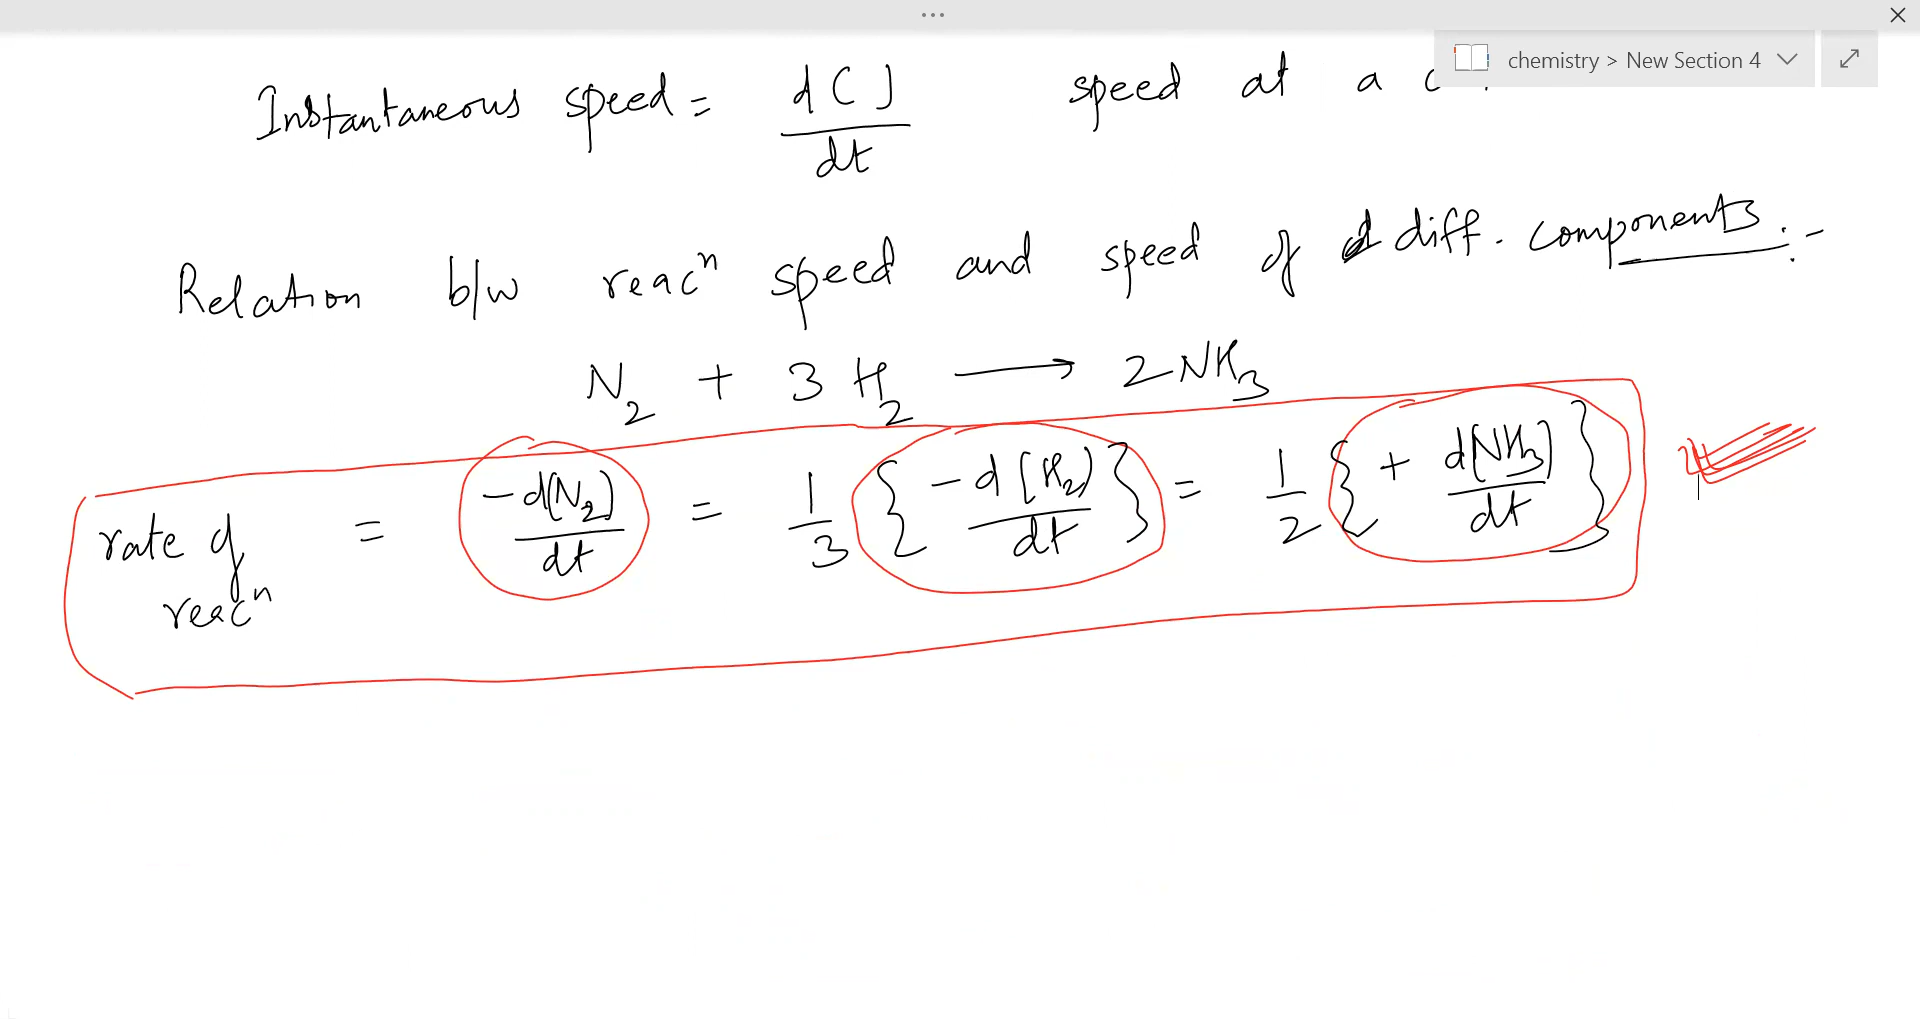 ...
chemistry > New Section 4
Instantaneous speed = d[ ]/dt speed at a
Relation b/w reacⁿ speed and speed of diff. components :-
N₂ + 3H₂ ⟶ 2NH₃
rate of reacⁿ = -d[N₂]/dt = 1/3 { -d[H₂]/dt } = 1/2 { + d[NH₃]/dt }